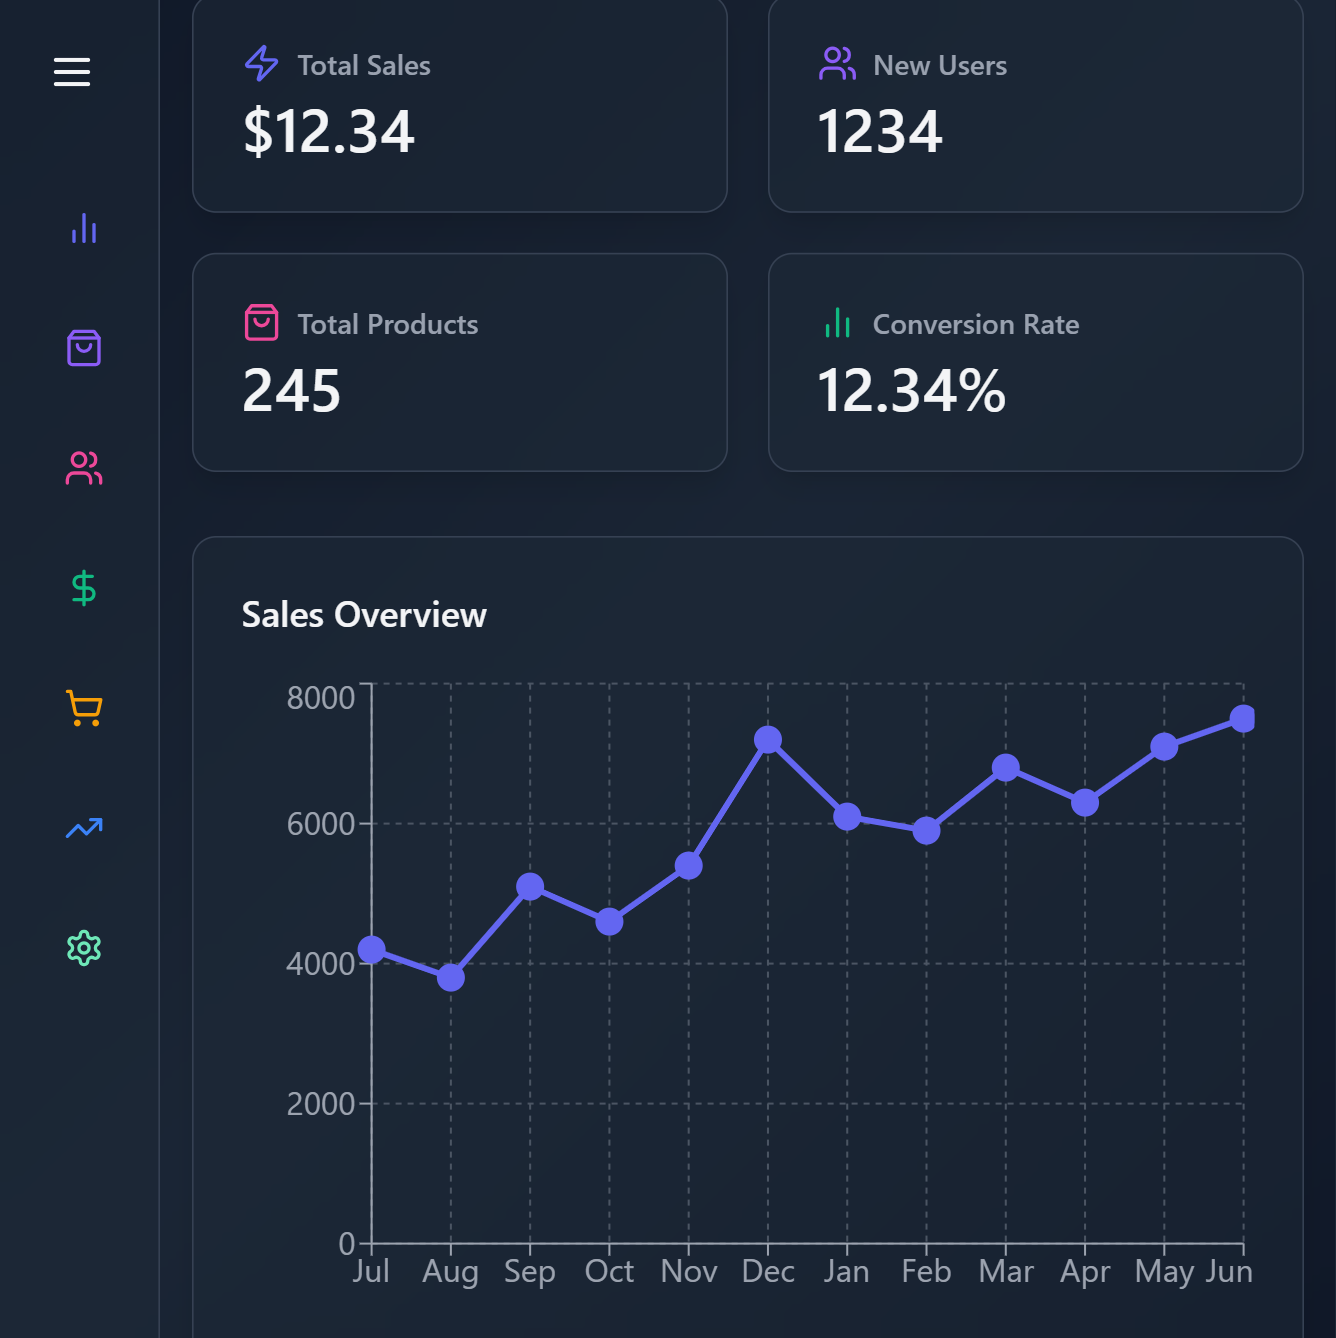 Total Sales
$12.34
New Users
1234
Total Products
245
Conversion Rate
12.34%
Sales Overview
8000
6000
4000
2000
0
Jul Aug Sep Oct Nov Dec Jan Feb Mar Apr May Jun